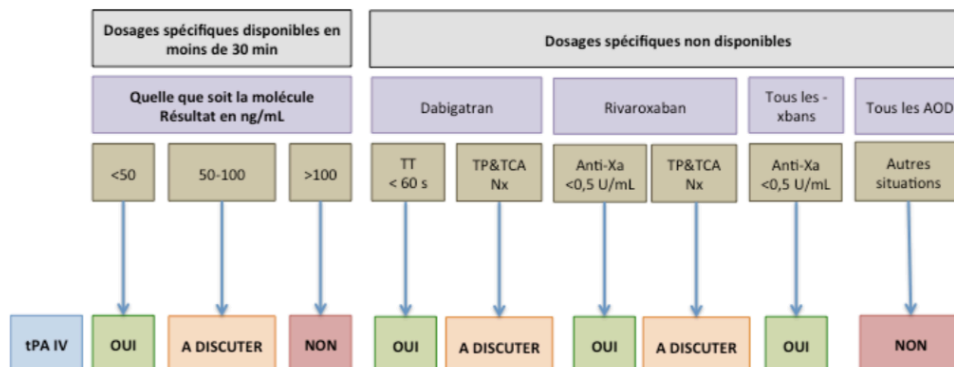 Dosages spécifiques disponibles en
moins de 30 min
Dosages spécifiques non disponibles
Quelle que soit la molécule
Résultat en ng/mL
Dabigatran
Rivaroxaban
Tous les -
xbans
Tous les AOD
<50
50-100
>100
TT
< 60 s
TP&TCA
Nx
Anti-Xa
<0,5 U/mL
TP&TCA
Nx
Anti-Xa
<0,5 U/mL
Autres
situations
tPA IV
OUI
A DISCUTER
NON
OUI
A DISCUTER
OUI
A DISCUTER
OUI
NON